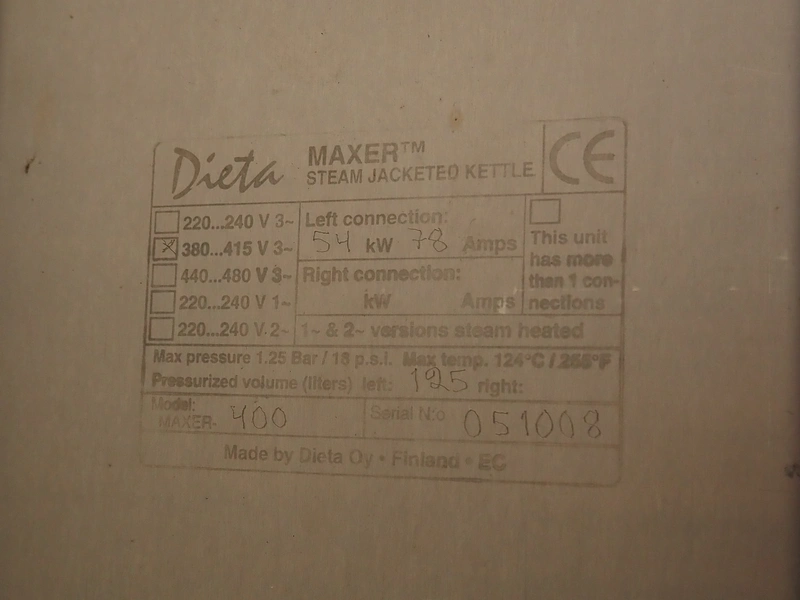 Dieta MAXER™
STEAM JACKETED KETTLE CE
220...240 V 3~
380...415 V 3~
440...480 V 3~
220...240 V 1~
220...240 V 2~
Left connection:
54 kW 78 Amps
Right connection:
kW Amps
This unit
has more
than 1 con-
nections
1~ & 2~ versions steam heated
Max pressure 1.25 Bar / 18 p.s.i. Max temp. 124°C / 255°F
Pressurized volume (liters) left: 125 right:
Model:
MAXER- 400
Serial N:o 051008
Made by Dieta Oy • Finland • EC